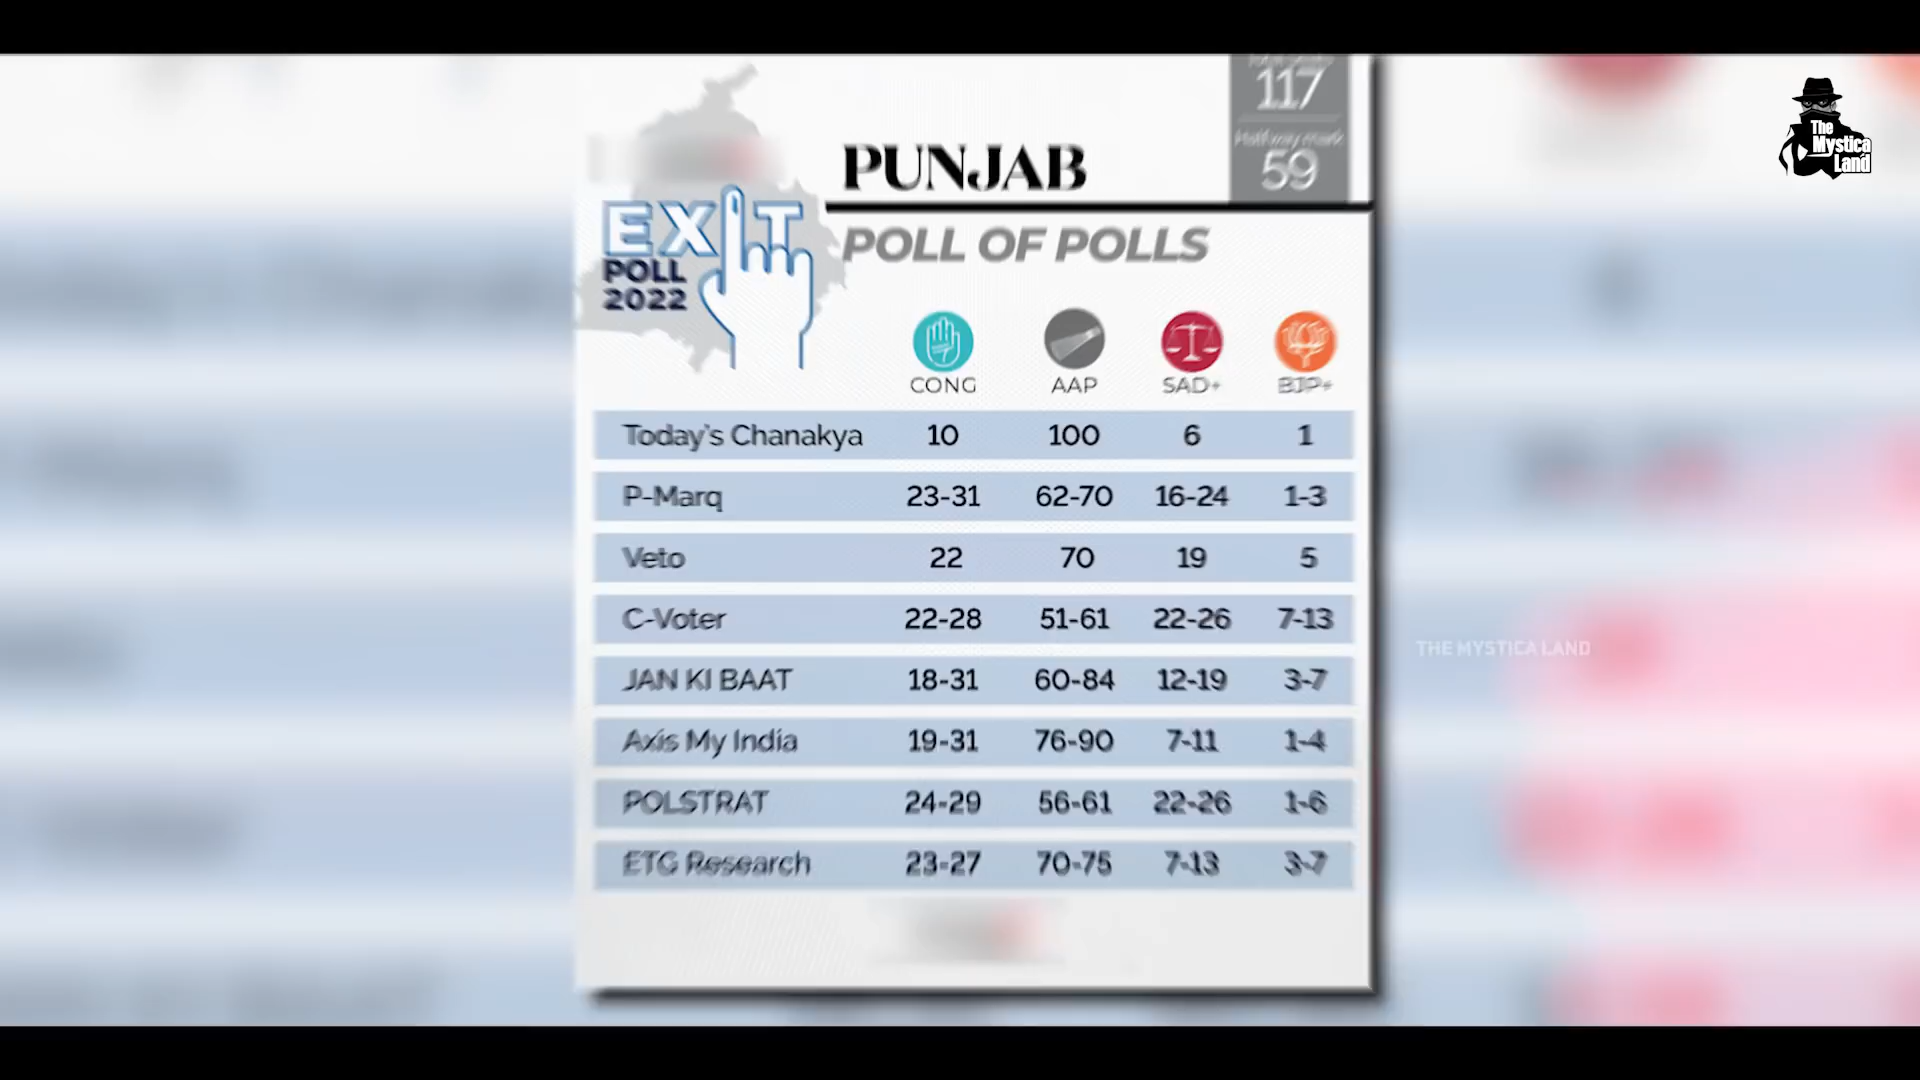 117
Halfway mark
59
The
Mystica
Land
PUNJAB
EXIT
POLL
2022
POLL OF POLLS
CONG AAP SAD+ BJP+
Today's Chanakya 10 100 6 1
P-Marq 23-31 62-70 16-24 1-3
Veto 22 70 19 5
C-Voter 22-28 51-61 22-26 7-13
JAN KI BAAT 18-31 60-84 12-19 3-7
Axis My India 19-31 76-90 7-11 1-4
POLSTRAT 24-29 56-61 22-26 1-6
ETG Research 23-27 70-75 7-13 3-7
THE MYSTICA LAND